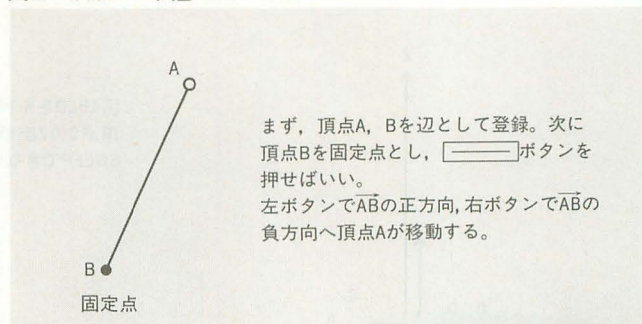 A
まず，頂点A，Bを辺として登録。次に
頂点Bを固定点とし，ボタンを
押せばいい。
左ボタンでABの正方向，右ボタンでABの
負方向へ頂点Aが移動する。
B
固定点